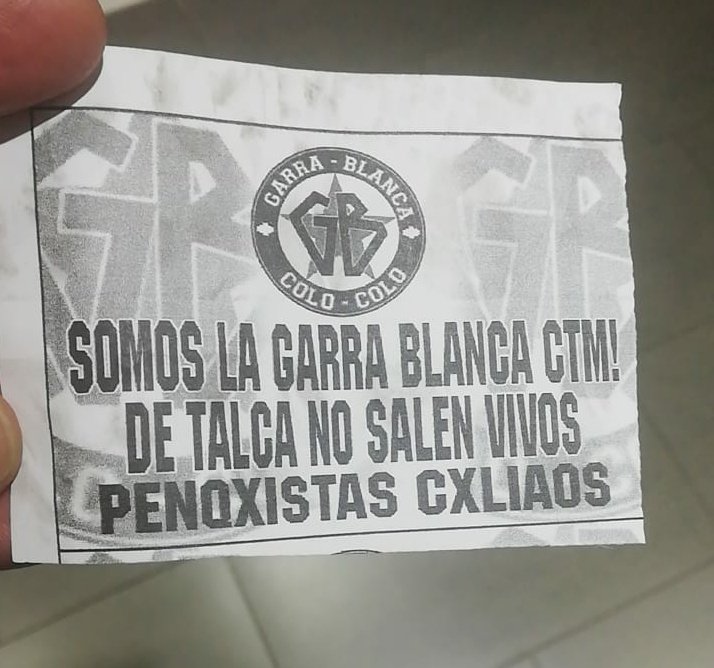 GARRA - BLANCA
GB
COLO - COLO
SOMOS LA GARRA BLANCA CTM!
DE TALCA NO SALEN VIVOS
PENQXISTAS CXLIAOS